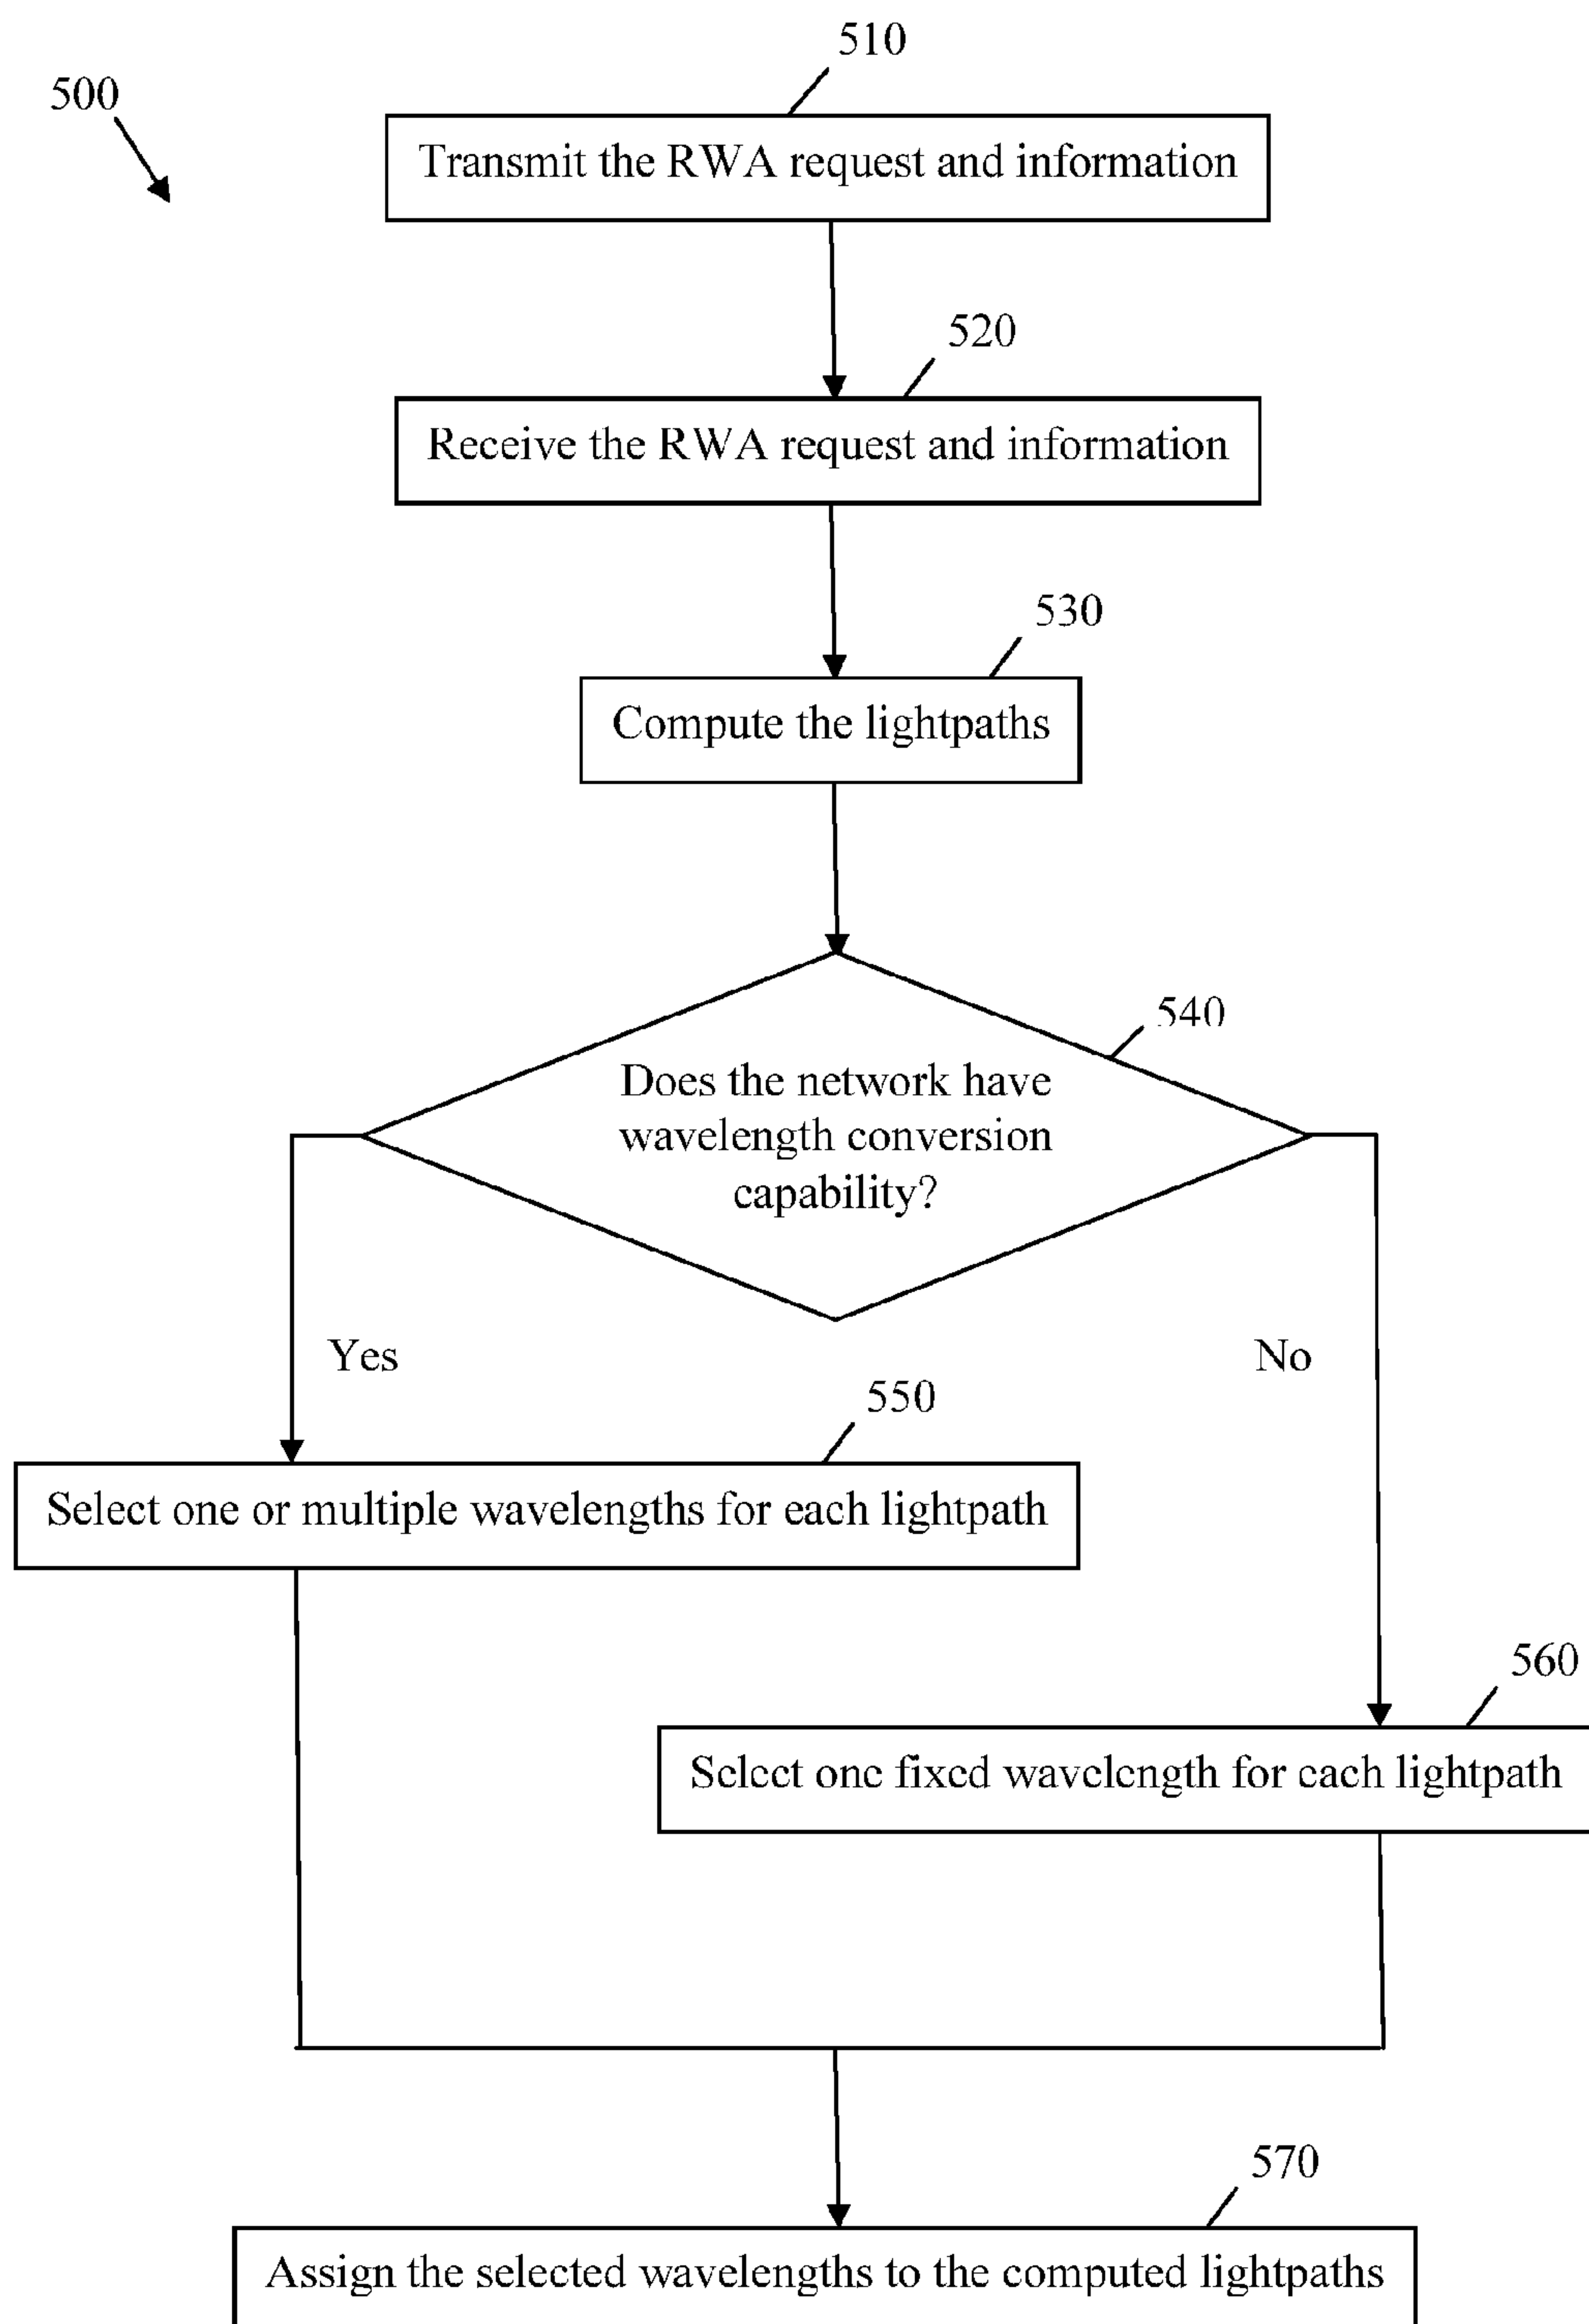 510
500
Transmit the RWA request and information
520
Receive the RWA request and information
530
Compute the lightpaths
540
Does the network have
wavelength conversion
capability?
Yes
No
550
Select one or multiple wavelengths for each lightpath
560
Select one fixed wavelength for each lightpath
570
Assign the selected wavelengths to the computed lightpaths